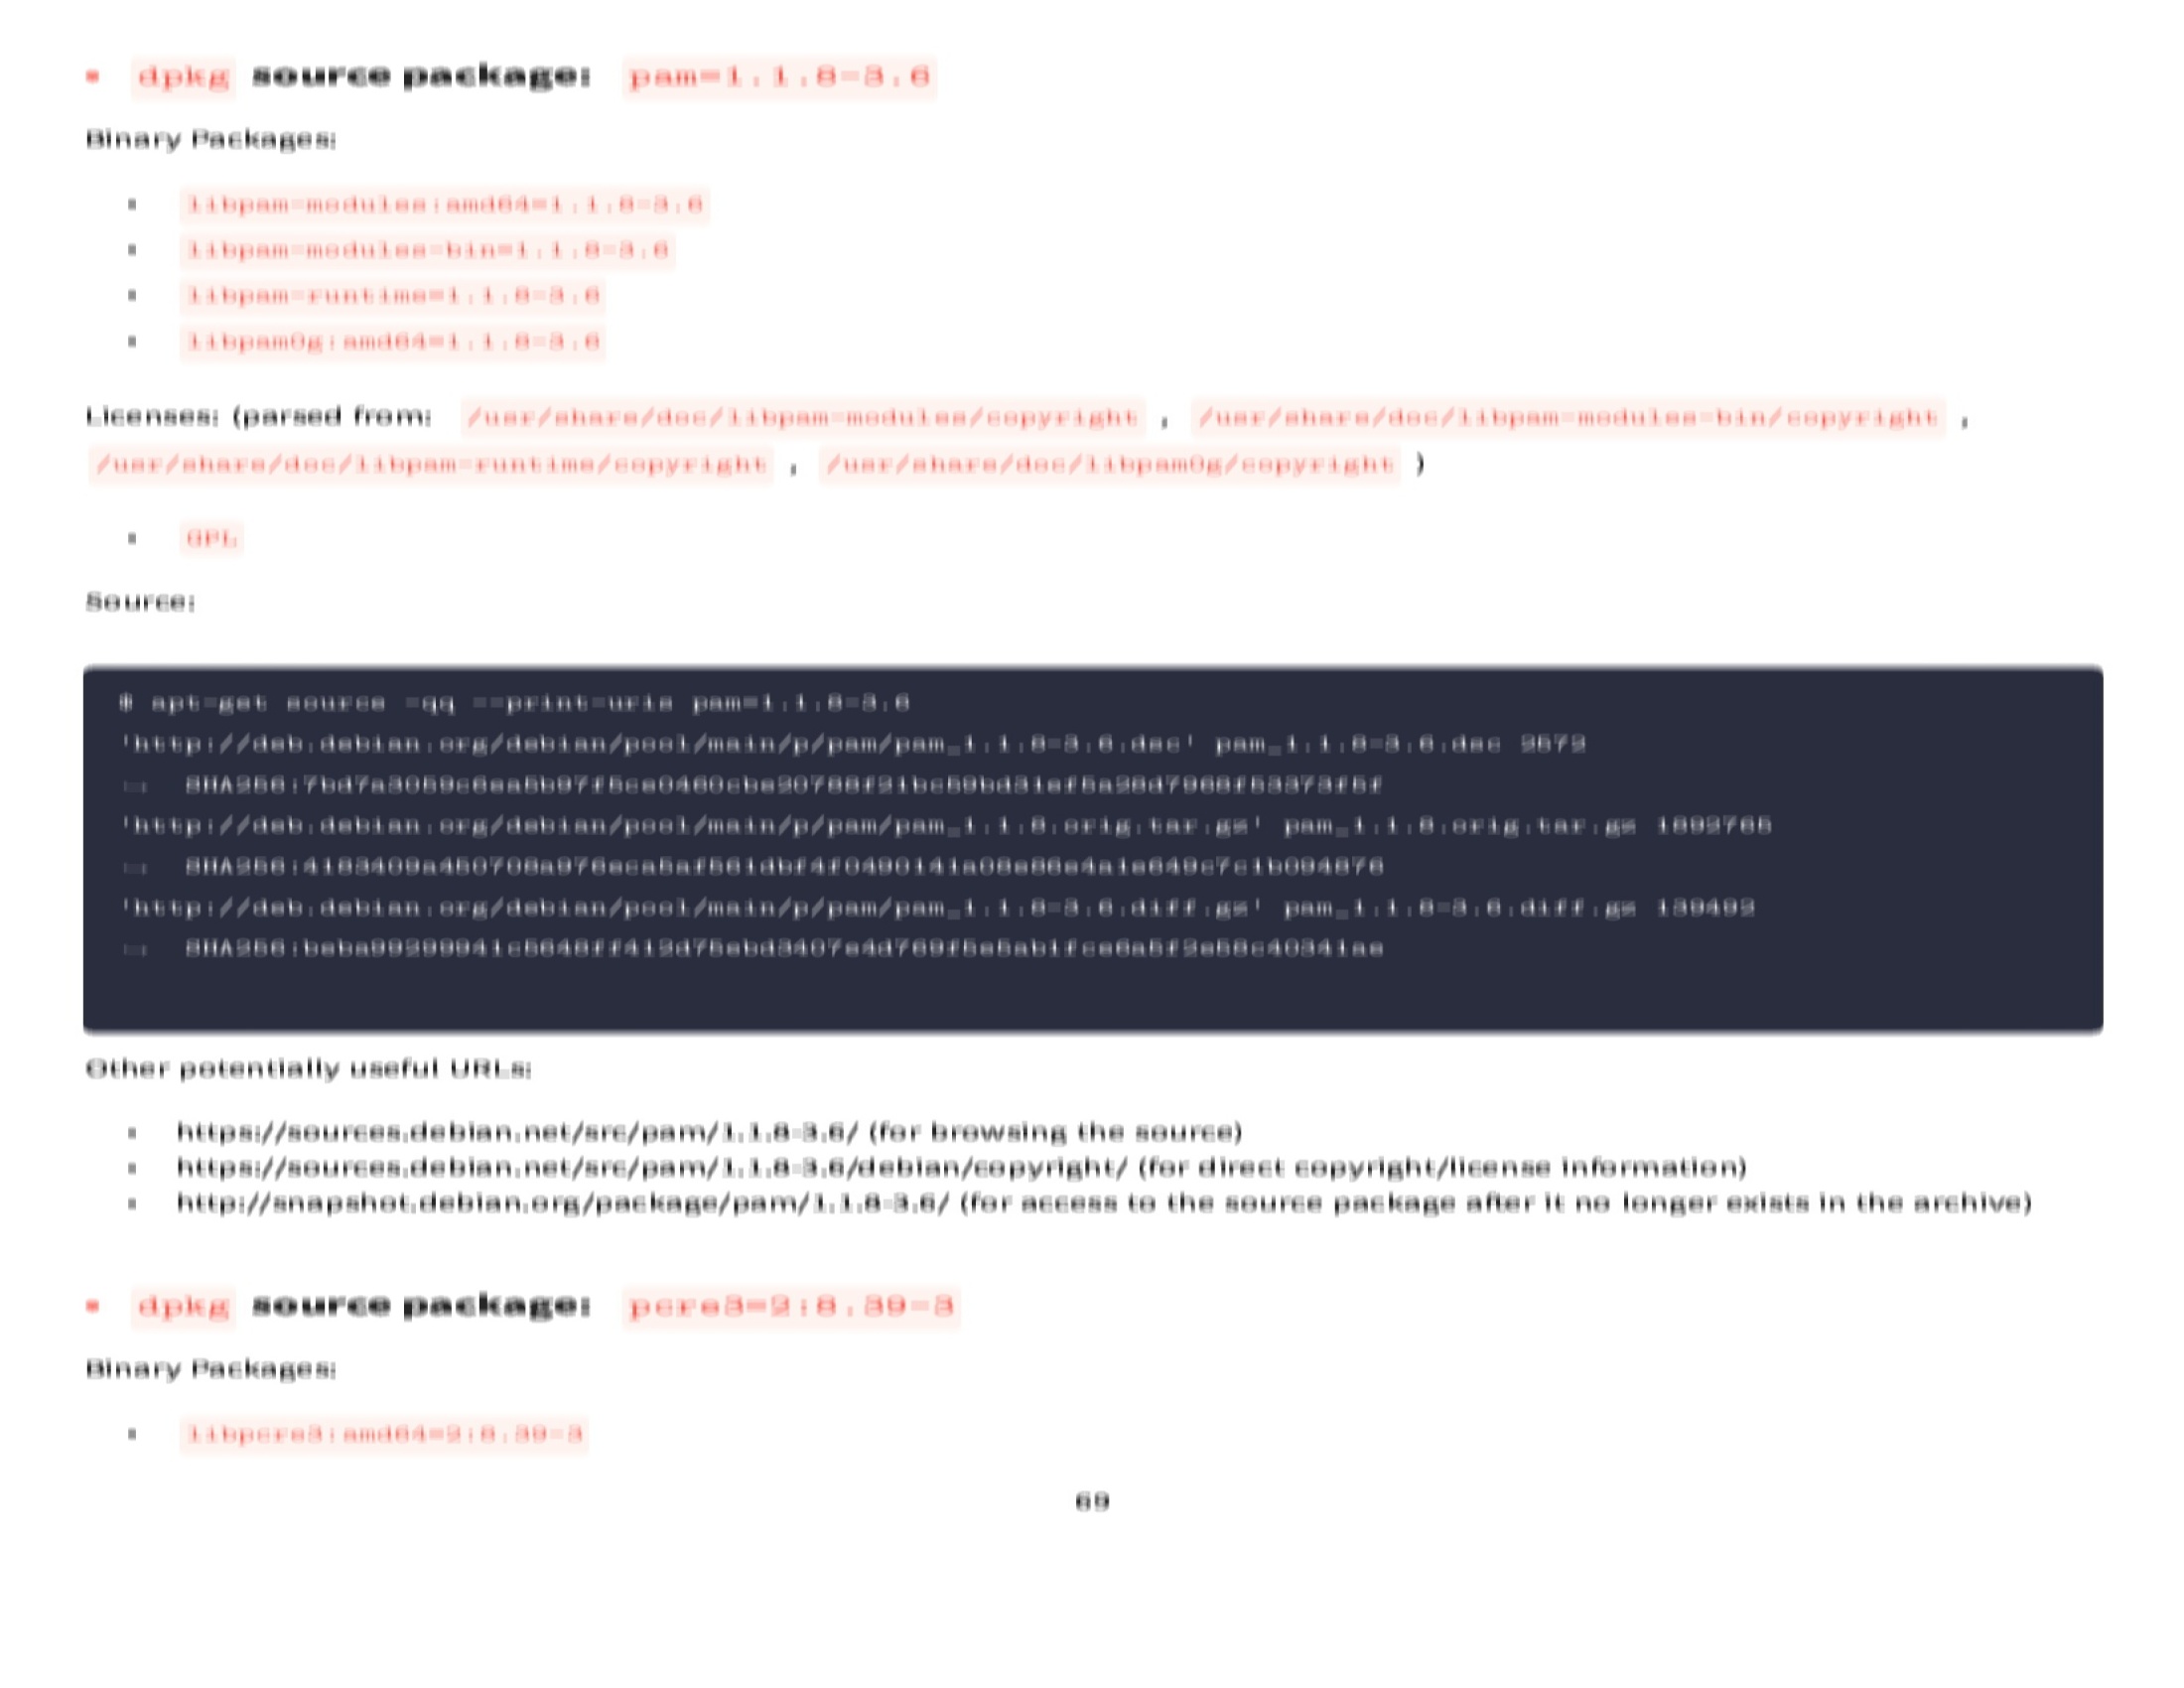 • dpkg source package: pam=1.1.8-3.6
Binary Packages:
▪ libpam-modules:amd64=1.1.8-3.6
▪ libpam-modules-bin=1.1.8-3.6
▪ libpam-runtime=1.1.8-3.6
▪ libpam0g:amd64=1.1.8-3.6
Licenses: (parsed from: /usr/share/doc/libpam-modules/copyright , /usr/share/doc/libpam-modules-bin/copyright ,
/usr/share/doc/libpam-runtime/copyright , /usr/share/doc/libpam0g/copyright )
▪ GPL
Source:
$ apt-get source -qq --print-uris pam=1.1.8-3.6
'http://deb.debian.org/debian/pool/main/p/pam/pam_1.1.8-3.6.dsc' pam_1.1.8-3.6.dsc 2572
'http://deb.debian.org/debian/pool/main/p/pam/pam_1.1.8.orig.tar.gz' pam_1.1.8.orig.tar.gz 1892765
'http://deb.debian.org/debian/pool/main/p/pam/pam_1.1.8-3.6.diff.gz' pam_1.1.8-3.6.diff.gz 139492
Other potentially useful URLs:
▪ https://sources.debian.net/src/pam/1.1.8-3.6/ (for browsing the source)
▪ https://sources.debian.net/src/pam/1.1.8-3.6/debian/copyright/ (for direct copyright/license information)
▪ http://snapshot.debian.org/package/pam/1.1.8-3.6/ (for access to the source package after it no longer exists in the archive)
• dpkg source package: pcre3=2:8.39-3
Binary Packages:
▪ libpcre3:amd64=2:8.39-3
69